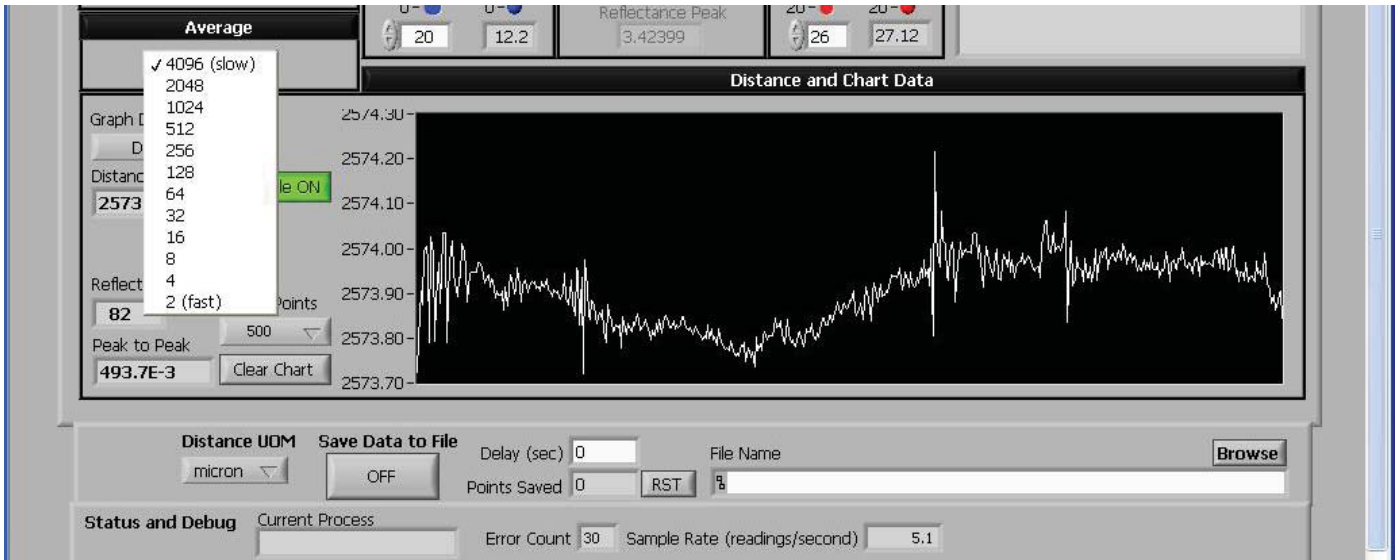 Average
Reflectance Peak
20
12.2
3.42399
26
27.12
✓ 4096 (slow)
2048
1024
512
256
128
64
32
16
8
4
2 (fast)
Distance and Chart Data
Graph
Distanc
le ON
2573
Reflect
82
Points
500
Peak to Peak
493.7E-3
Clear Chart
2574.30
2574.20
2574.10
2574.00
2573.90
2573.80
2573.70
Distance UOM
micron
Save Data to File
OFF
Delay (sec) 0
Points Saved 0
RST
File Name
Browse
Status and Debug
Current Process
Error Count 30
Sample Rate (readings/second) 5.1